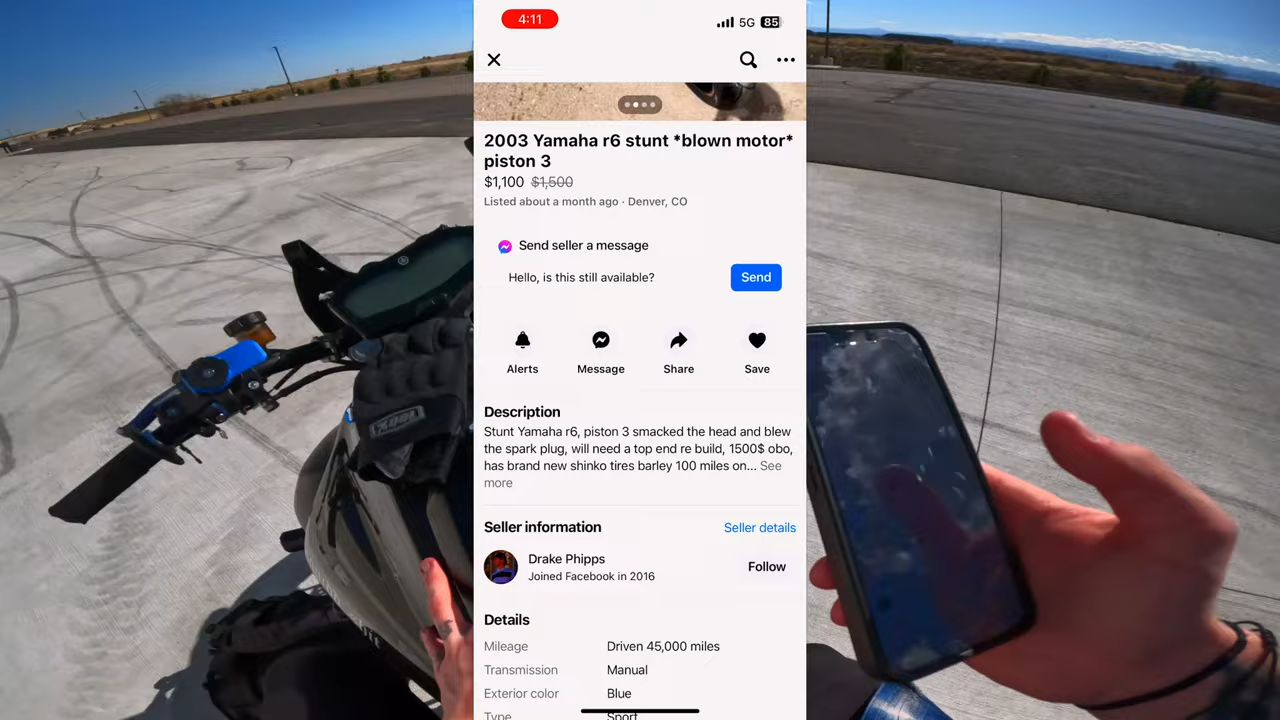 4:11
5G 85
2003 Yamaha r6 stunt *blown motor*
piston 3
$1,100 $1,500
Listed about a month ago · Denver, CO
Send seller a message
Hello, is this still available?
Send
Alerts Message Share Save
Description
Stunt Yamaha r6, piston 3 smacked the head and blew
the spark plug, will need a top end re build, 1500$ obo,
has brand new shinko tires barley 100 miles on... See
more
Seller information Seller details
Drake Phipps
Joined Facebook in 2016
Follow
Details
Mileage Driven 45,000 miles
Transmission Manual
Exterior color Blue
Type Sport
100%